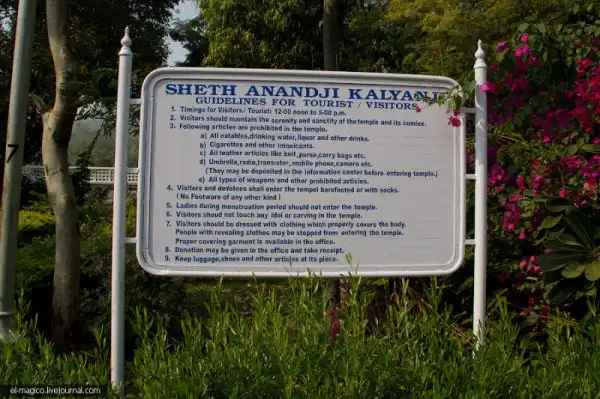 SHETH ANANDJI KALYANJI
GUIDELINES FOR TOURIST / VISITORS
1. Timings for Visitors / Tourist: 12-00 noon to 5-00 p.m.
2. Visitors should maintain the serenity and sanctity of the temple and its comlex.
3. Following articles are prohibited in the temple.
a) All eatables,drinking water, liquor and other drinks.
b) Cigarettes and other intoxicants.
c) All leather articles like belt,purse,carry bags etc.
d) Umbrella,radio,transistor, mobile phone,camera etc.
(They may be deposited in the information center before entering temple.)
e) All types of weapons and other prohibited articles.
4. Visitors and devotees shall enter the tempel barefooted or with socks.
(No Footware of any other kind)
5. Ladies during menstruation period should not enter the temple.
6. Visitors shoud not touch any idol or carving in the temple.
7. Visitors should be dressed with clothing which properly covers the body.
People with revealing clothes may be stopped from entering the temple.
Proper covering garment is available in the office.
8. Donation may be given in the office and take receipt.
9. Keep luggage,shoes and other articles at its place.
7
el-magico.livejournal.com